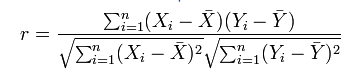 r = \frac{\sum_{i=1}^{n}(X_i - \bar{X})(Y_i - \bar{Y})}{\sqrt{\sum_{i=1}^{n}(X_i - \bar{X})^2}\sqrt{\sum_{i=1}^{n}(Y_i - \bar{Y})^2}}